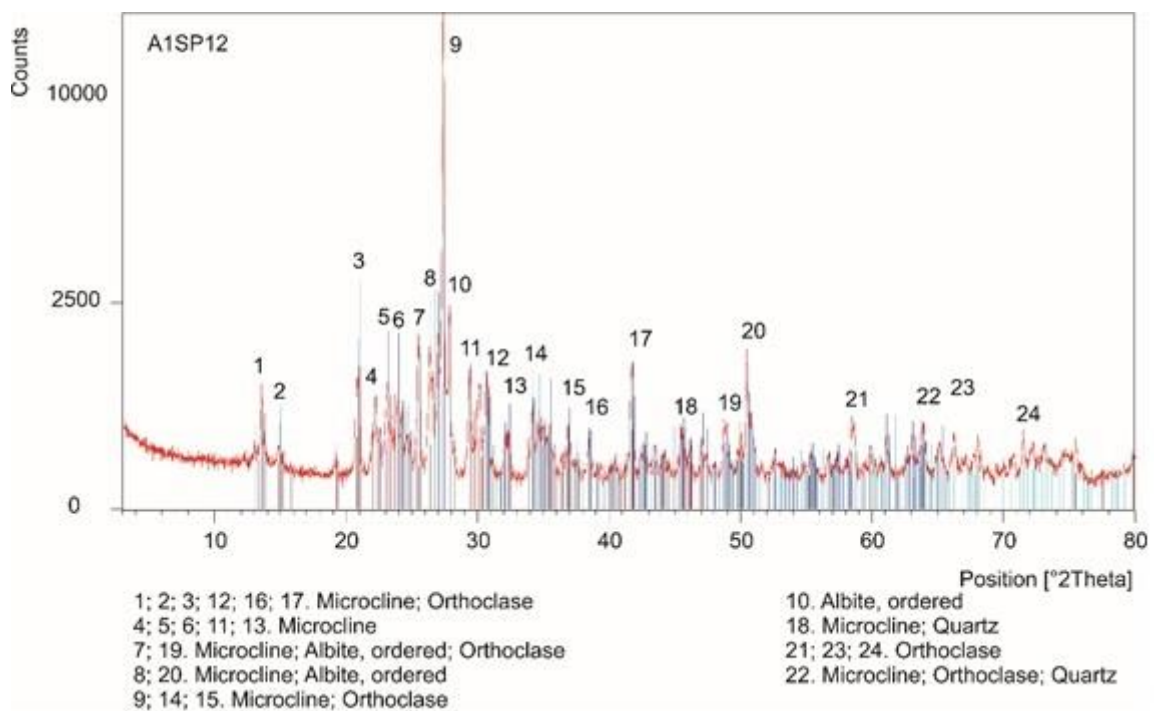 Counts
A1SP12
10000
2500
0
9
3
8
10
5 6 7
1
2
4
11 12
13
14
15
16
17
18
19
20
21
22
23
24
10 20 30 40 50 60 70 80
Position [°2Theta]
1; 2; 3; 12; 16; 17. Microcline; Orthoclase
4; 5; 6; 11; 13. Microcline
7; 19. Microcline; Albite, ordered; Orthoclase
8; 20. Microcline; Albite, ordered
9; 14; 15. Microcline; Orthoclase
10. Albite, ordered
18. Microcline; Quartz
21; 23; 24. Orthoclase
22. Microcline; Orthoclase; Quartz